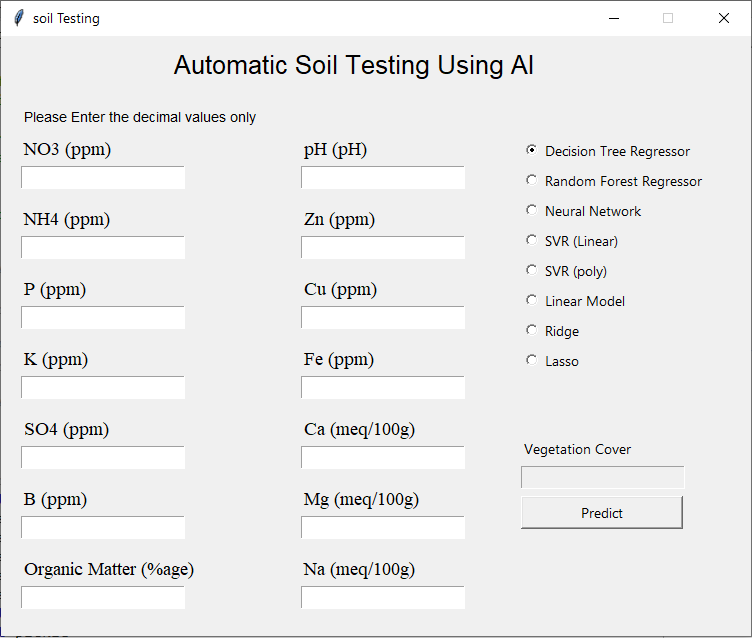 soil Testing
Automatic Soil Testing Using AI
Please Enter the decimal values only
NO3 (ppm)
NH4 (ppm)
P (ppm)
K (ppm)
SO4 (ppm)
B (ppm)
Organic Matter (%age)
pH (pH)
Zn (ppm)
Cu (ppm)
Fe (ppm)
Ca (meq/100g)
Mg (meq/100g)
Na (meq/100g)
Decision Tree Regressor
Random Forest Regressor
Neural Network
SVR (Linear)
SVR (poly)
Linear Model
Ridge
Lasso
Vegetation Cover
Predict